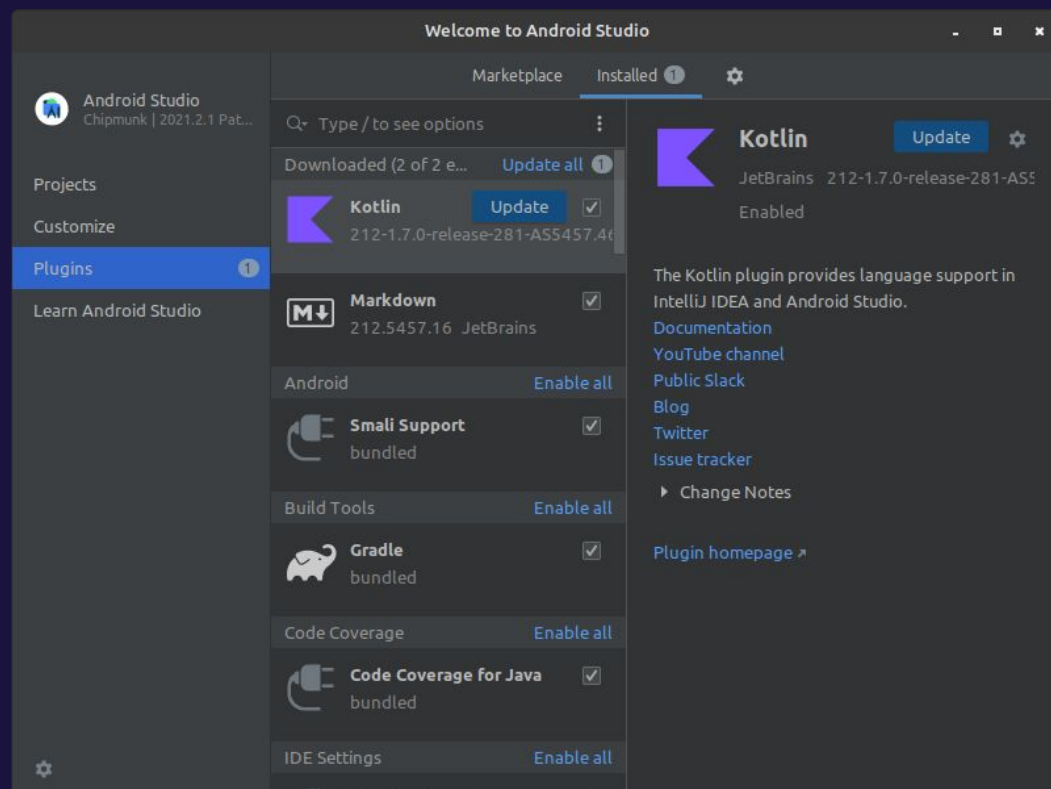 Welcome to Android Studio
Android Studio
Chipmunk | 2021.2.1 Pat...
Projects
Customize
Plugins 1
Learn Android Studio
Marketplace Installed 1
Type / to see options
Downloaded (2 of 2 e... Update all 1
Kotlin Update
212-1.7.0-release-281-AS5457.46
Markdown
212.5457.16 JetBrains
Android Enable all
Smali Support
bundled
Build Tools Enable all
Gradle
bundled
Code Coverage Enable all
Code Coverage for Java
bundled
IDE Settings Enable all
Kotlin Update
JetBrains 212-1.7.0-release-281-AS5
Enabled
The Kotlin plugin provides language support in
IntelliJ IDEA and Android Studio.
Documentation
YouTube channel
Public Slack
Blog
Twitter
Issue tracker
Change Notes
Plugin homepage